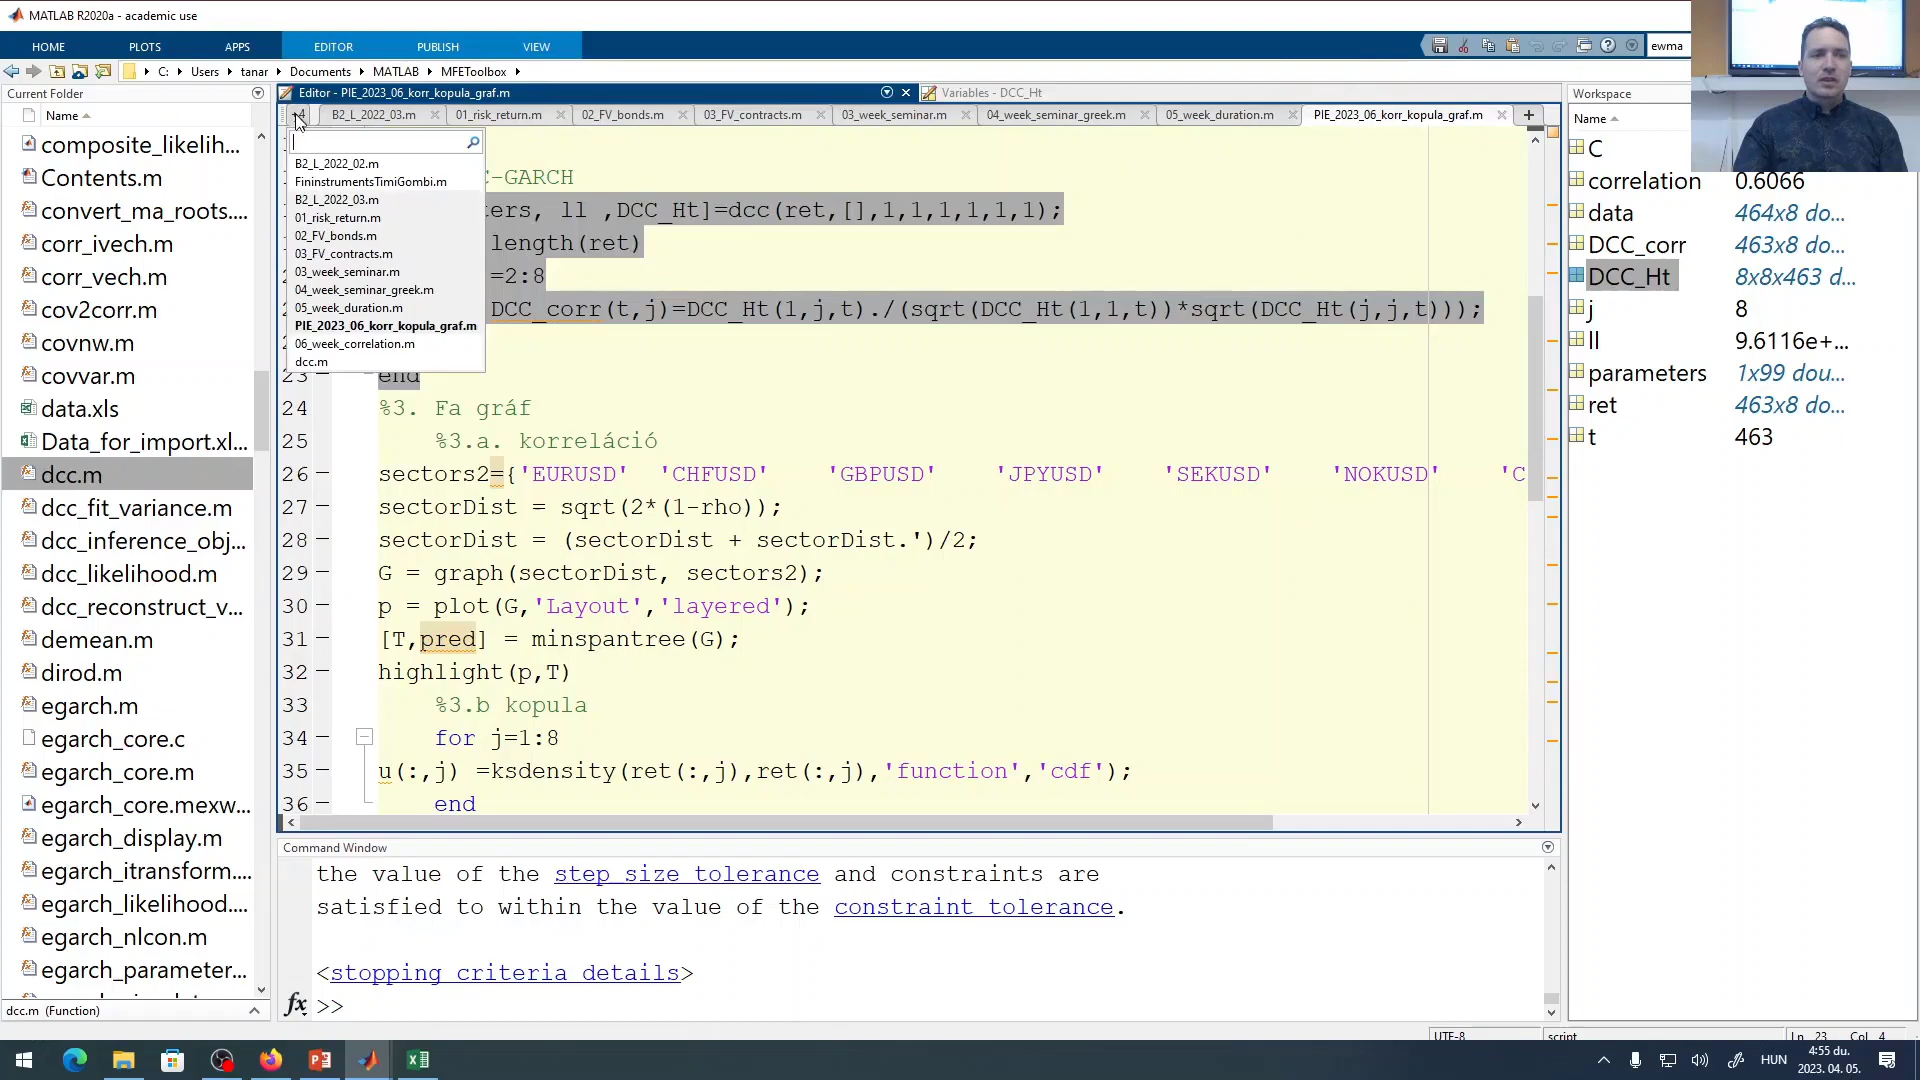 MATLAB R2020a - academic use
HOME PLOTS APPS EDITOR PUBLISH VIEW ewma
C: Users tanar Documents MATLAB MFEToolbox
Current Folder
Name
composite_likelih...
Contents.m
convert_ma_roots....
corr_ivech.m
corr_vech.m
cov2corr.m
covnw.m
covvar.m
data.xls
Data_for_import.xl...
dcc.m
dcc_fit_variance.m
dcc_inference_obj...
dcc_likelihood.m
dcc_reconstruct_v...
demean.m
dirod.m
egarch.m
egarch_core.c
egarch_core.m
egarch_core.mexw...
egarch_display.m
egarch_itransform....
egarch_likelihood....
egarch_nlcon.m
egarch_parameter...
dcc.m (Function)
Editor - PIE_2023_06_korr_kopula_graf.m
Variables - DCC_Ht
B2_L_2022_03.m 01_risk_return.m 02_FV_bonds.m 03_FV_contracts.m 03_week_seminar.m 04_week_seminar_greek.m 05_week_duration.m PIE_2023_06_korr_kopula_graf.m
B2_L_2022_02.m
FininstrumentsTimiGombi.m
B2_L_2022_03.m
01_risk_return.m
02_FV_bonds.m
03_FV_contracts.m
03_week_seminar.m
04_week_seminar_greek.m
05_week_duration.m
PIE_2023_06_korr_kopula_graf.m
06_week_correlation.m
dcc.m
C-GARCH
ters, ll ,DCC_Ht]=dcc(ret,[],1,1,1,1,1,1);
length(ret)
=2:8
DCC_corr(t,j)=DCC_Ht(1,j,t)./(sqrt(DCC_Ht(1,1,t))*sqrt(DCC_Ht(j,j,t)));
23 end
24 %3. Fa gráf
25 %3.a. korreláció
26 sectors2={'EURUSD' 'CHFUSD' 'GBPUSD' 'JPYUSD' 'SEKUSD' 'NOKUSD' 'C
27 sectorDist = sqrt(2*(1-rho));
28 sectorDist = (sectorDist + sectorDist.')/2;
29 G = graph(sectorDist, sectors2);
30 p = plot(G,'Layout','layered');
31 [T,pred] = minspantree(G);
32 highlight(p,T)
33 %3.b kopula
34 for j=1:8
35 u(:,j) =ksdensity(ret(:,j),ret(:,j),'function','cdf');
36 end
Command Window
the value of the step size tolerance and constraints are
satisfied to within the value of the constraint tolerance.
<stopping criteria details>
fx >>
Workspace
Name
C
correlation 0.6066
data 464x8 do...
DCC_corr 463x8 do...
DCC_Ht 8x8x463 d...
j 8
ll 9.6116e+...
parameters 1x99 dou...
ret 463x8 do...
t 463
UTF-8 script Ln 23 Col 4
HUN
4:55 du.
2023. 04. 05.